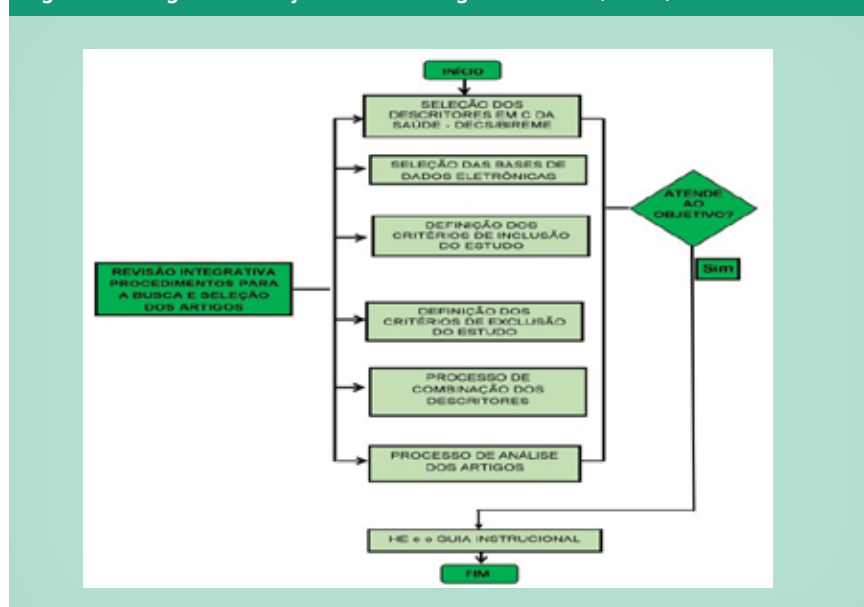 INÍCIO
SELEÇÃO DOS
DESCRITORES EM C DA
SAÚDE - DECS/BIREME
SELEÇÃO DAS BASES DE
DADOS ELETRÔNICAS
DEFINIÇÃO DOS
CRITÉRIOS DE INCLUSÃO
DO ESTUDO
REVISÃO INTEGRATIVA
PROCEDIMENTOS PARA
A BUSCA E SELEÇÃO
DOS ARTIGOS
DEFINIÇÃO DOS
CRITÉRIOS DE EXCLUSÃO
DO ESTUDO
PROCESSO DE
COMBINAÇÃO DOS
DESCRITORES
PROCESSO DE ANÁLISE
DOS ARTIGOS
ATENDE
AO
OBJETIVO?
Sim
HE e o GUIA INSTRUCIONAL
FIM